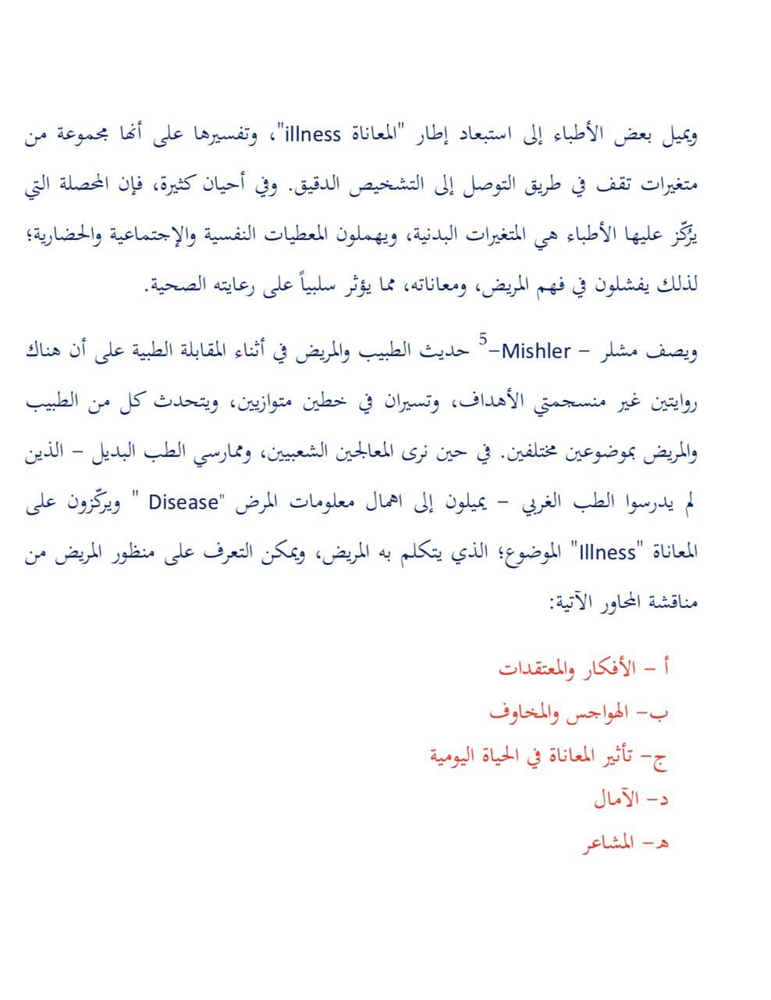 ويميل بعض الأطباء إلى استبعاد إطار "المعاناة illness"، وتفسيرها على أنها مجموعة من
متغيرات تقف في طريق التوصل إلى التشخيص الدقيق. وفي أحيان كثيرة، فإن المحصلة التي
يرُكّز عليها الأطباء هي المتغيرات البدنية، ويهملون المعطيات النفسية والإجتماعية والحضارية؛
لذلك يفشلون في فهم المريض، ومعاناته، مما يؤثر سلبياً على رعايته الصحية.
ويصف مشلر – Mishler–5 حديث الطبيب والمريض في أثناء المقابلة الطبية على أن هناك
روايتين غير منسجمتي الأهداف، وتسيران في خطين متوازيين، ويتحدث كل من الطبيب
والمريض بموضوعين مختلفين. في حين نرى المعالجين الشعبيين، وممارسي الطب البديل – الذين
لم يدرسوا الطب الغربي – يميلون إلى اهمال معلومات المرض "Disease " ويركّزون على
المعاناة "Illness" الموضوع؛ الذي يتكلم به المريض، ويمكن التعرف على منظور المريض من
مناقشة المحاور الآتية:
أ – الأفكار والمعتقدات
ب– الهواجس والمخاوف
ج– تأثير المعاناة في الحياة اليومية
د– الآمال
هـ– المشاعر